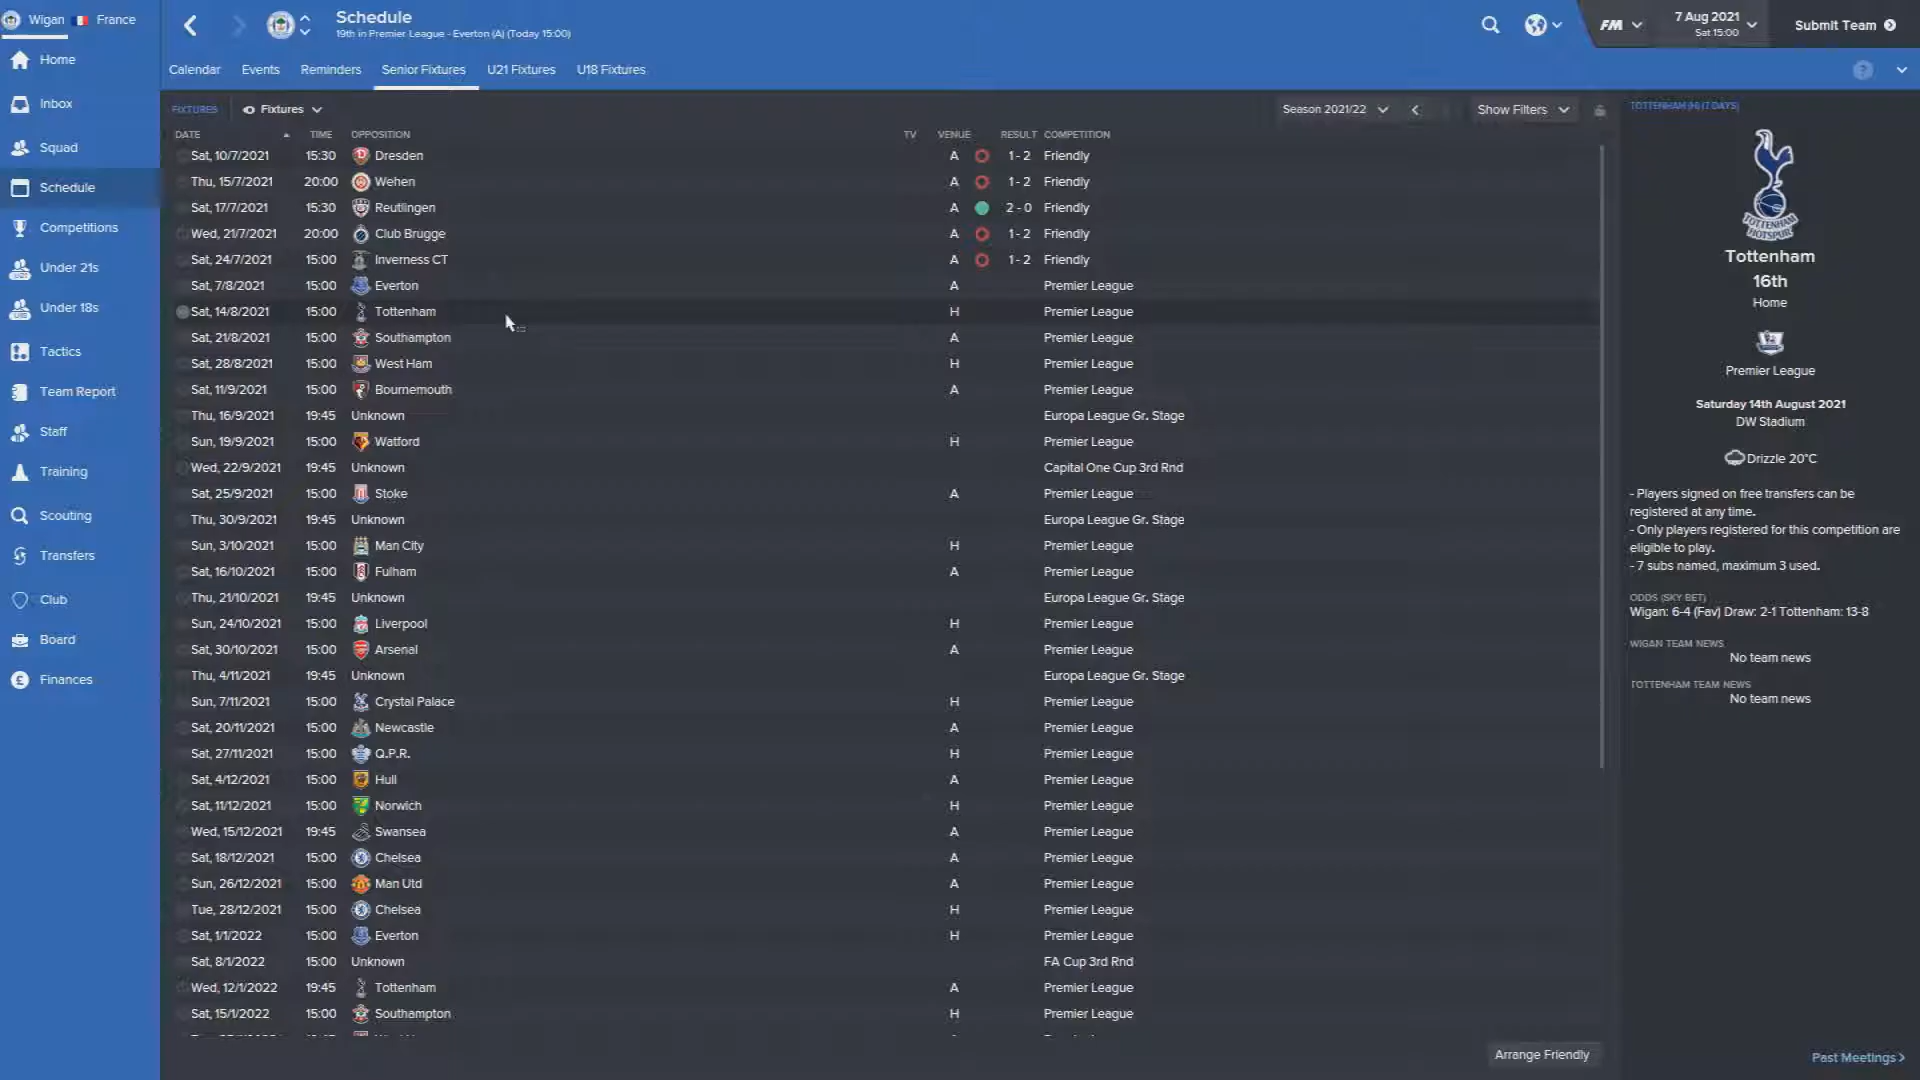 Wigan France
Schedule
19th in Premier League - Everton (A) (Today 15:00)
FM
7 Aug 2021
Sat 15:00
Submit Team
Home
Inbox
Squad
Schedule
Competitions
Under 21s
Under 18s
Tactics
Team Report
Staff
Training
Scouting
Transfers
Club
Board
Finances
Calendar Events Reminders Senior Fixtures U21 Fixtures U18 Fixtures
FIXTURES Fixtures Season 2021/22 Show Filters
DATE TIME OPPOSITION TV VENUE RESULT COMPETITION
Sat, 10/7/2021 15:30 Dresden A 1 - 2 Friendly
Thu, 15/7/2021 20:00 Wehen A 1 - 2 Friendly
Sat, 17/7/2021 15:30 Reutlingen A 2 - 0 Friendly
Wed, 21/7/2021 20:00 Club Brugge A 1 - 2 Friendly
Sat, 24/7/2021 15:00 Inverness CT A 1 - 2 Friendly
Sat, 7/8/2021 15:00 Everton A Premier League
Sat, 14/8/2021 15:00 Tottenham H Premier League
Sat, 21/8/2021 15:00 Southampton A Premier League
Sat, 28/8/2021 15:00 West Ham H Premier League
Sat, 11/9/2021 15:00 Bournemouth A Premier League
Thu, 16/9/2021 19:45 Unknown Europa League Gr. Stage
Sun, 19/9/2021 15:00 Watford H Premier League
Wed, 22/9/2021 19:45 Unknown Capital One Cup 3rd Rnd
Sat, 25/9/2021 15:00 Stoke A Premier League
Thu, 30/9/2021 19:45 Unknown Europa League Gr. Stage
Sun, 3/10/2021 15:00 Man City H Premier League
Sat, 16/10/2021 15:00 Fulham A Premier League
Thu, 21/10/2021 19:45 Unknown Europa League Gr. Stage
Sun, 24/10/2021 15:00 Liverpool H Premier League
Sat, 30/10/2021 15:00 Arsenal A Premier League
Thu, 4/11/2021 19:45 Unknown Europa League Gr. Stage
Sun, 7/11/2021 15:00 Crystal Palace H Premier League
Sat, 20/11/2021 15:00 Newcastle A Premier League
Sat, 27/11/2021 15:00 Q.P.R. H Premier League
Sat, 4/12/2021 15:00 Hull A Premier League
Sat, 11/12/2021 15:00 Norwich H Premier League
Wed, 15/12/2021 19:45 Swansea A Premier League
Sat, 18/12/2021 15:00 Chelsea A Premier League
Sun, 26/12/2021 15:00 Man Utd A Premier League
Tue, 28/12/2021 15:00 Chelsea H Premier League
Sat, 1/1/2022 15:00 Everton H Premier League
Sat, 8/1/2022 15:00 Unknown FA Cup 3rd Rnd
Wed, 12/1/2022 19:45 Tottenham A Premier League
Sat, 15/1/2022 15:00 Southampton H Premier League
Arrange Friendly
TOTTENHAM (H) (7 DAYS)
TOTTENHAM
HOTSPUR
Tottenham
16th
Home
Premier League
Saturday 14th August 2021
DW Stadium
Drizzle 20°C
- Players signed on free transfers can be
registered at any time.
- Only players registered for this competition are
eligible to play.
- 7 subs named, maximum 3 used.
ODDS (SKY BET)
Wigan: 6-4 (Fav) Draw: 2-1 Tottenham: 13-8
WIGAN TEAM NEWS
No team news
TOTTENHAM TEAM NEWS
No team news
Past Meetings >